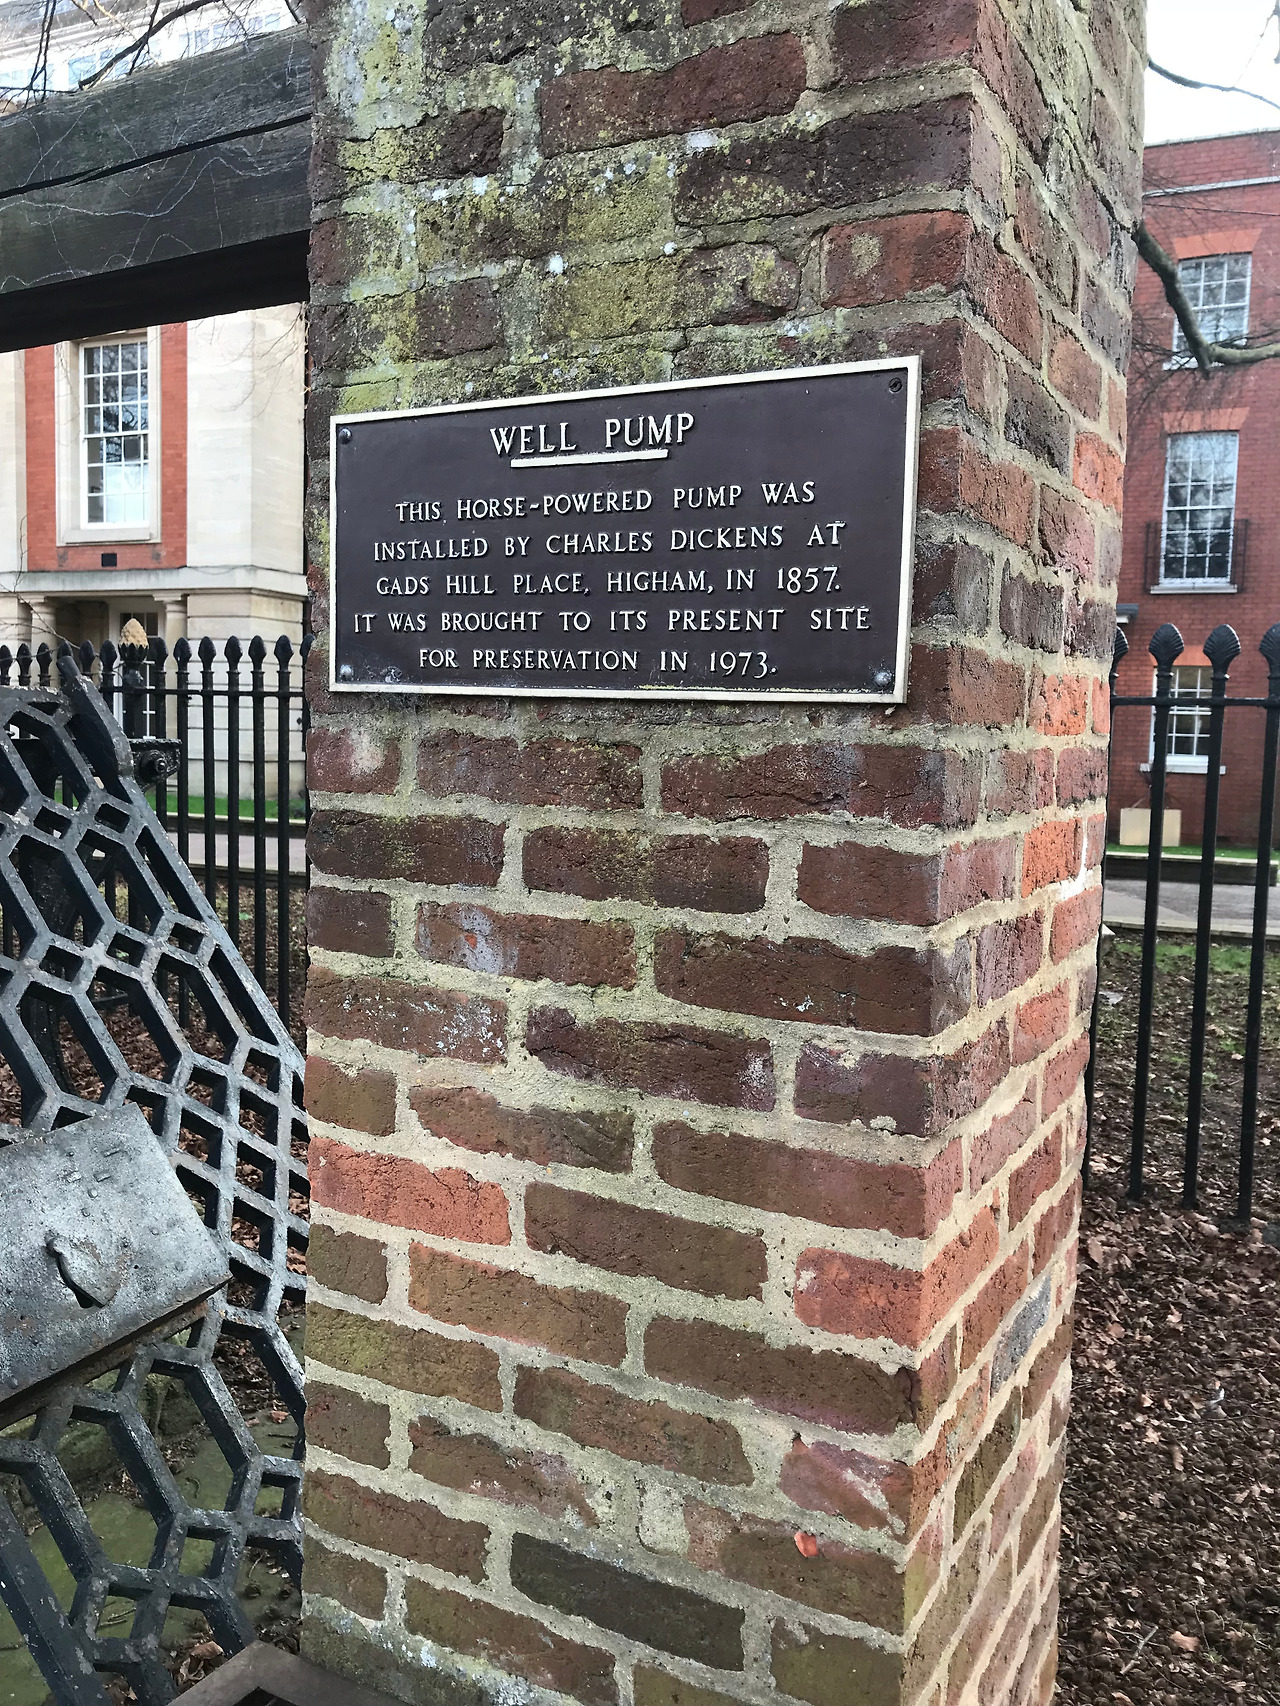 WELL PUMP
THIS HORSE-POWERED PUMP WAS
INSTALLED BY CHARLES DICKENS AT
GADS HILL PLACE, HIGHAM, IN 1857.
IT WAS BROUGHT TO ITS PRESENT SITE
FOR PRESERVATION IN 1973.